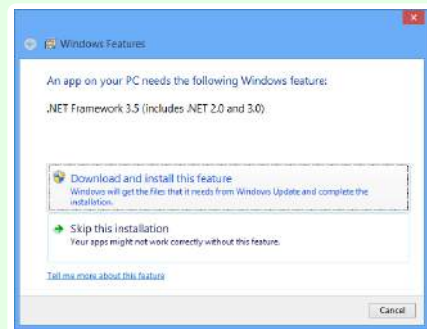 Windows Features
An app on your PC needs the following Windows feature:
.NET Framework 3.5 (includes .NET 2.0 and 3.0)
Download and install this feature
Windows will get the files that it needs from Windows Update and complete the
installation.
Skip this installation
Your apps might not work correctly without this feature.
Tell me more about this feature
Cancel